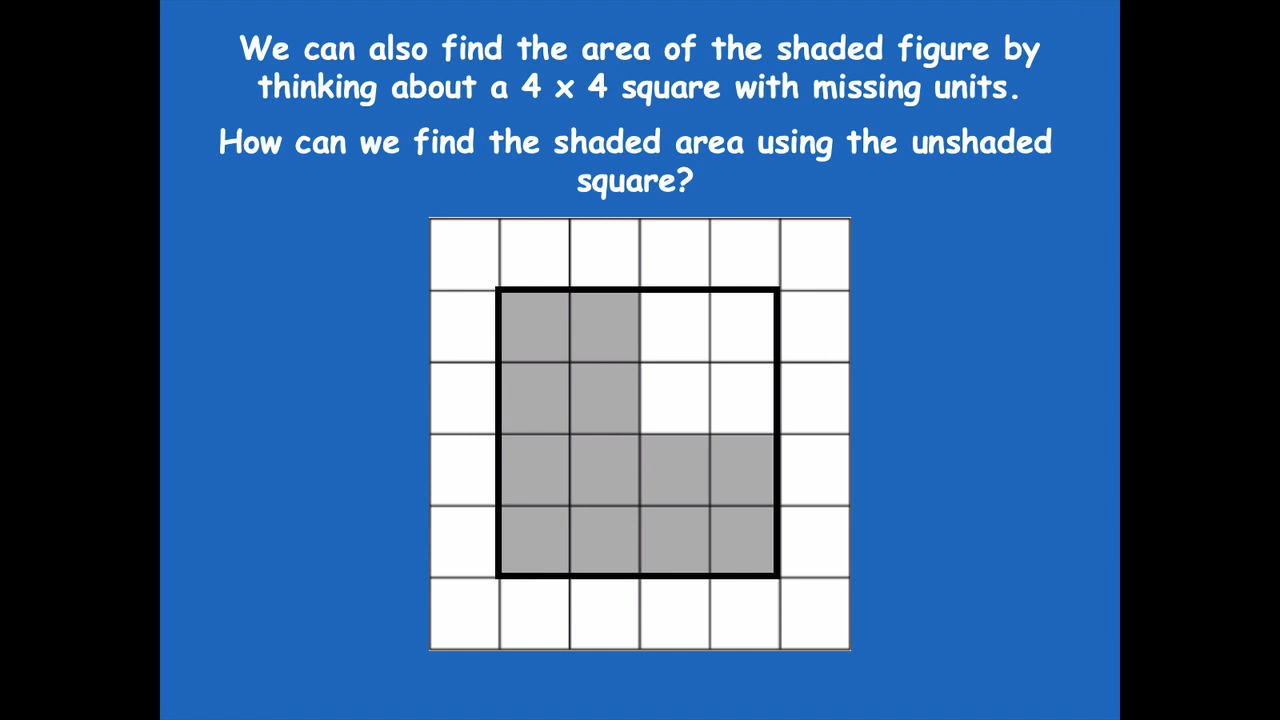 We can also find the area of the shaded figure by
thinking about a 4 x 4 square with missing units.
How can we find the shaded area using the unshaded
square?